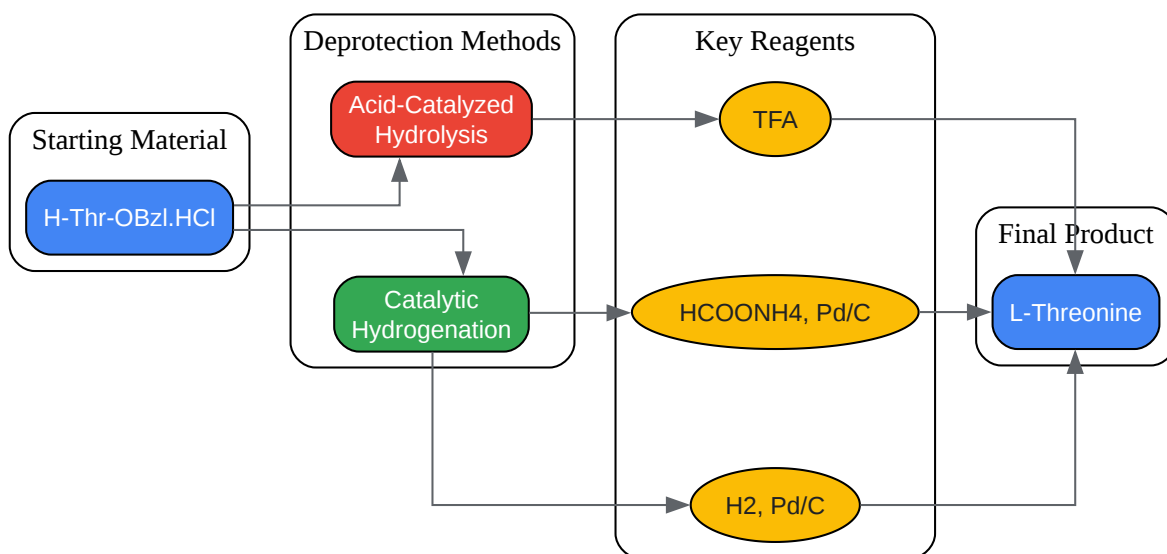 Deprotection Methods
Key Reagents
Acid-Catalyzed
Hydrolysis
TFA
Starting Material
H-Thr-OBzl.HCl
Final Product
Catalytic
Hydrogenation
HCOONH4, Pd/C
L-Threonine
H2, Pd/C